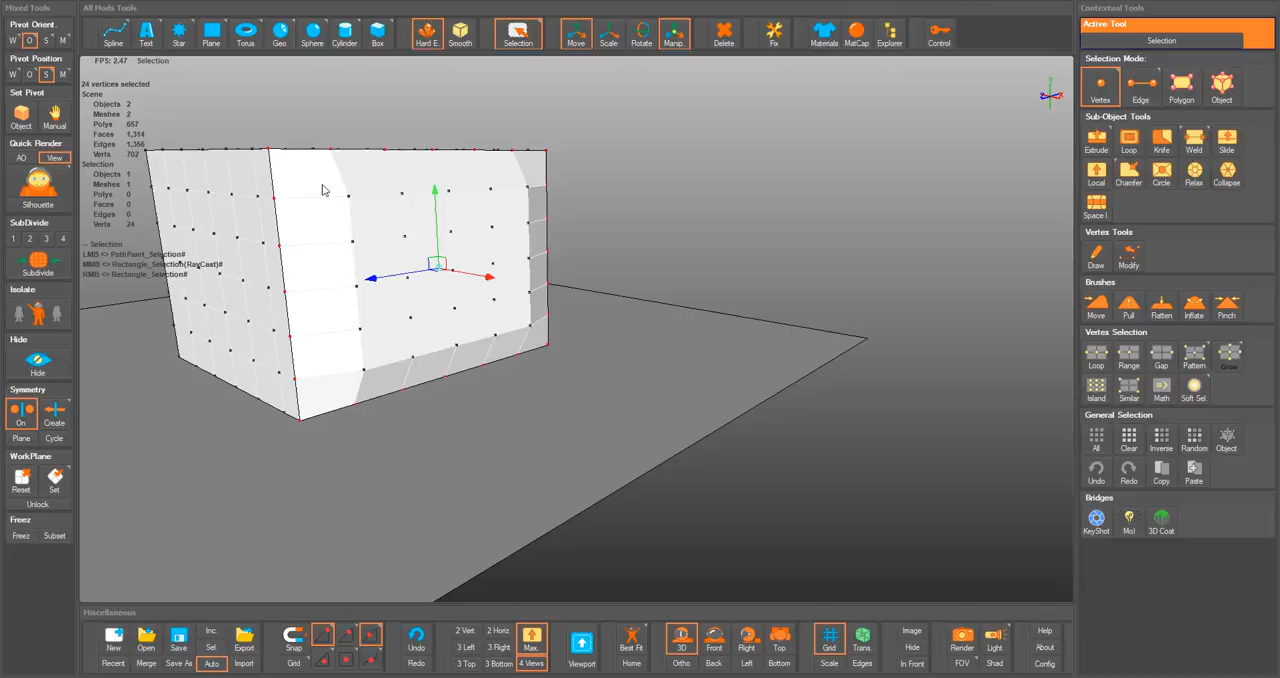 Mixed Tools
Pivot Orient.
W O S M
Pivot Position
W O S M
Set Pivot
Object Manual
Quick Render
AO View
Silhouette
SubDivide
1 2 3 4
Subdivide
Isolate
Hide
Hide
Symmetry
On Create
Plane Cycle
WorkPlane
Reset Set
Unlock
Freez
Freez Subset
All Mods Tools
Spline Text Star Plane Torus Geo Sphere Cylinder Box Hard E. Smooth Selection Move Scale Rotate Manip. Delete Fix Materials MatCap Explorer Control
FPS: 2.47 Selection
24 vertices selected
Scene
Objects 2
Meshes 2
Polys 657
Faces 1,314
Edges 1,356
Verts 702
Selection
Objects 1
Meshes 1
Polys 0
Faces 0
Edges 0
Verts 24
-- Selection
LMB <> PathPoint_Selection#
MMB <> Rectangle_Selection(RayCast)#
RMB <> Rectangle_Selection#
Contextual Tools
Active Tool
Selection
Selection Mode:
Vertex Edge Polygon Object
Sub-Object Tools
Extrude Loop Knife Weld Slide
Local Chamfer Circle Relax Collapse
Space I.
Vertex Tools
Draw Modify
Brushes
Move Pull Flatten Inflate Pinch
Vertex Selection
Loop Range Gap Pattern Grow
Island Similar Math Soft Sel.
General Selection
All Clear Inverse Random Object
Undo Redo Copy Paste
Bridges
KeyShot MoI 3D Coat
Miscellaneous
New Open Save Inc. Sel. Export Snap Undo 2 Vert. 2 Horiz. 3 Left 3 Right Max. Viewport Best Fit 3D Front Right Top Grid Trans. Image Hide Render Light Help About
Recent Merge Save As Auto Import Grid Redo 3 Top 3 Bottom 4 Views Home Ortho Back Left Bottom Scale Edges In Front FOV Shad Config